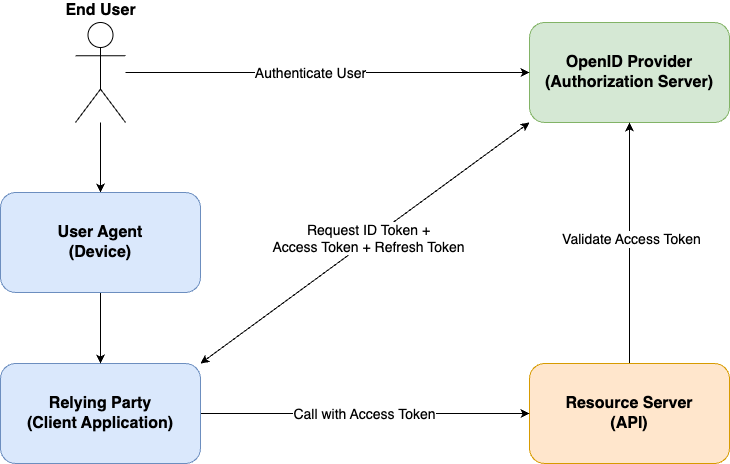 End User
OpenID Provider
(Authorization Server)
Authenticate User
User Agent
(Device)
Request ID Token +
Access Token + Refresh Token
Validate Access Token
Relying Party
(Client Application)
Call with Access Token
Resource Server
(API)